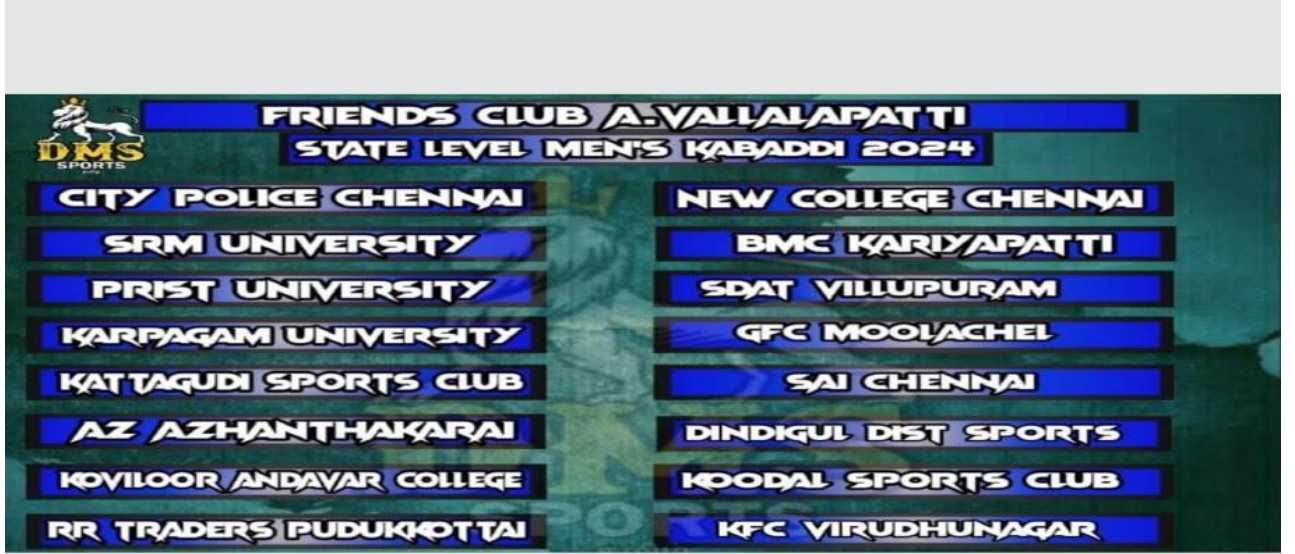 FRIENDS CLUB A.VALLALAPATTI
STATE LEVEL MEN'S KABADDI 2024
DMS
SPORTS
CITY POLICE CHENNAI
NEW COLLEGE CHENNAI
SRM UNIVERSITY
BMC KARIYAPATTI
PRIST UNIVERSITY
SDAT VILLUPURAM
KARPAGAM UNIVERSITY
GFC MOOLACHEL
KATTAGUDI SPORTS CLUB
SAI CHENNAI
AZ AZHANTHAKARAI
DINDIGUL DIST SPORTS
KOVILOOR ANDAVAR COLLEGE
KOODAL SPORTS CLUB
RR TRADERS PUDUKKOTTAI
KFC VIRUDHUNAGAR
DMS
SPORTS